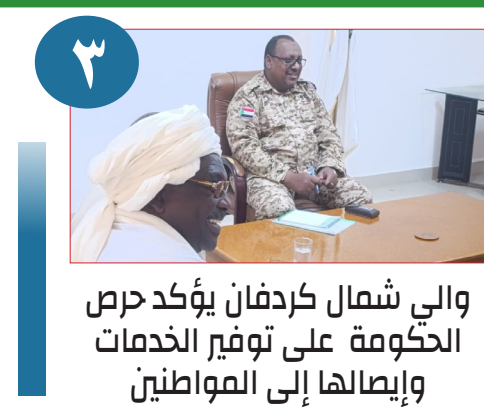 ٣
والي شمال كردفان يؤكد حرص
الحكومة على توفير الخدمات
وإيصالها إلى المواطنين